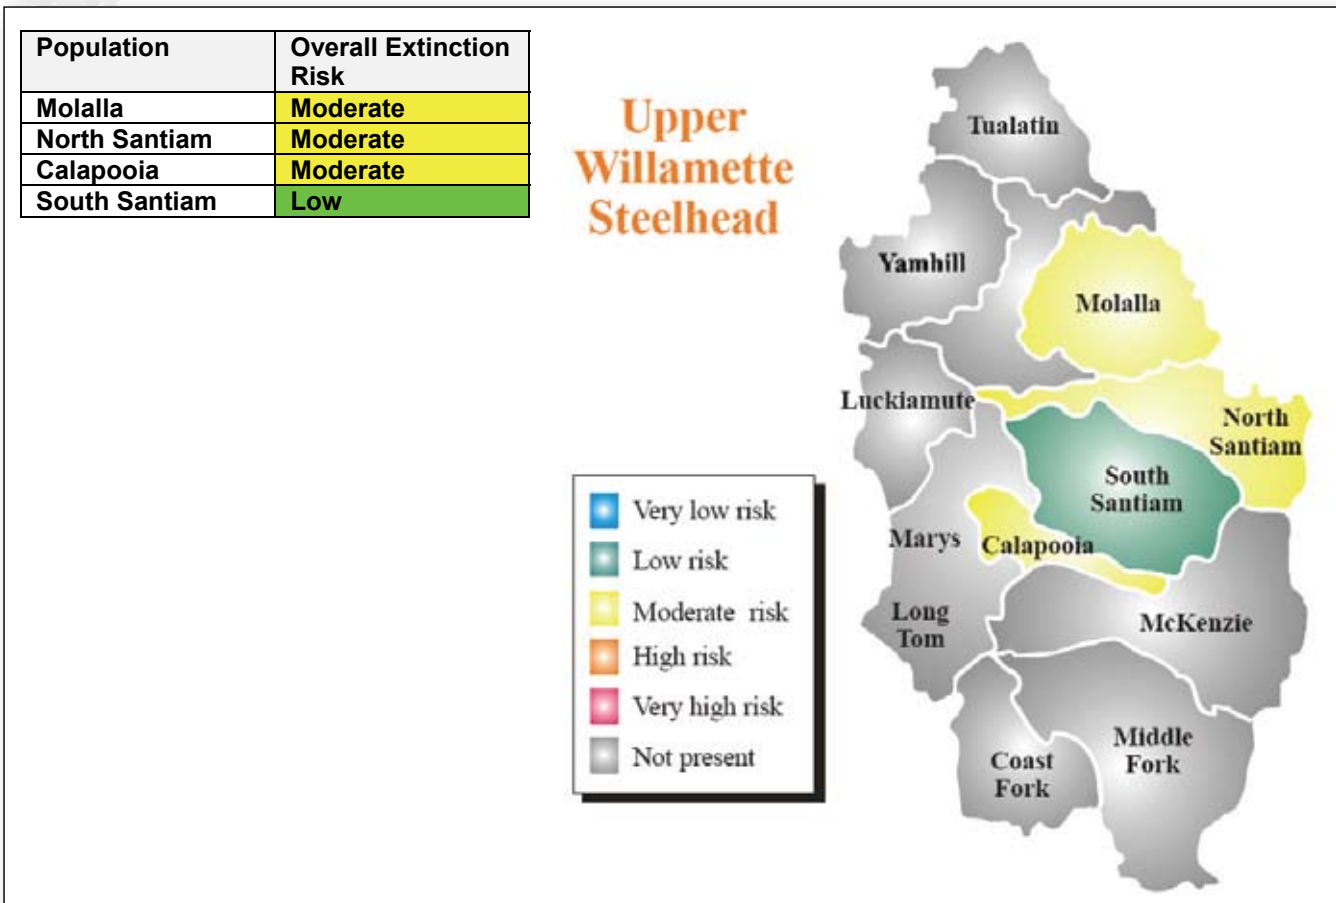 Population Overall Extinction Risk
Molalla Moderate
North Santiam Moderate
Calapooia Moderate
South Santiam Low
Upper
Willamette
Steelhead
Tualatin
Yamhill
Molalla
Luckiamute
North
Santiam
South
Santiam
Marys
Calapooia
Long
Tom
McKenzie
Middle
Fork
Coast
Fork
Very low risk
Low risk
Moderate risk
High risk
Very high risk
Not present